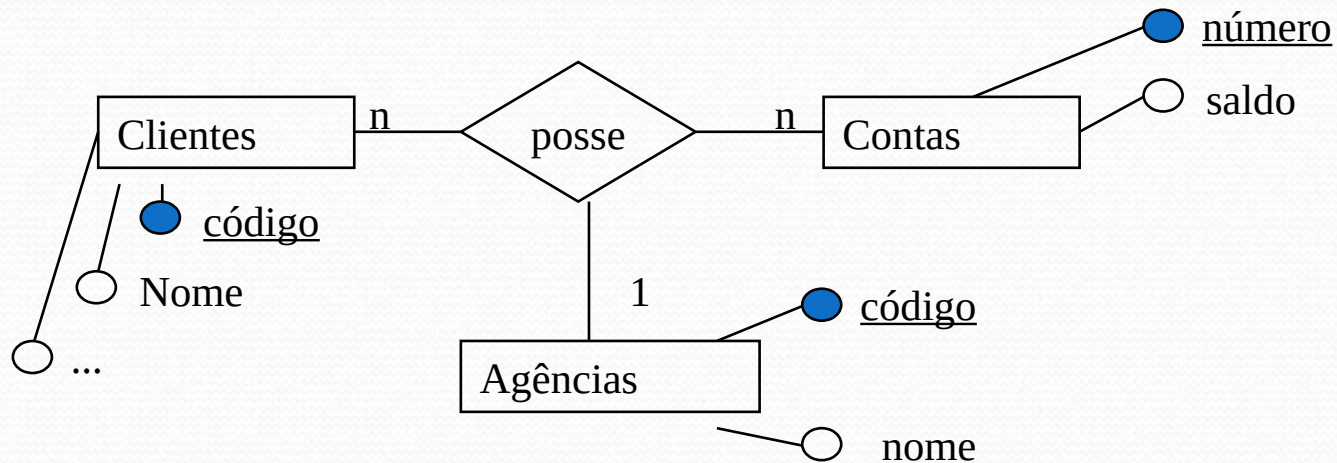 número
saldo
Clientes
n
posse
n
Contas
código
Nome
...
1
código
Agências
nome